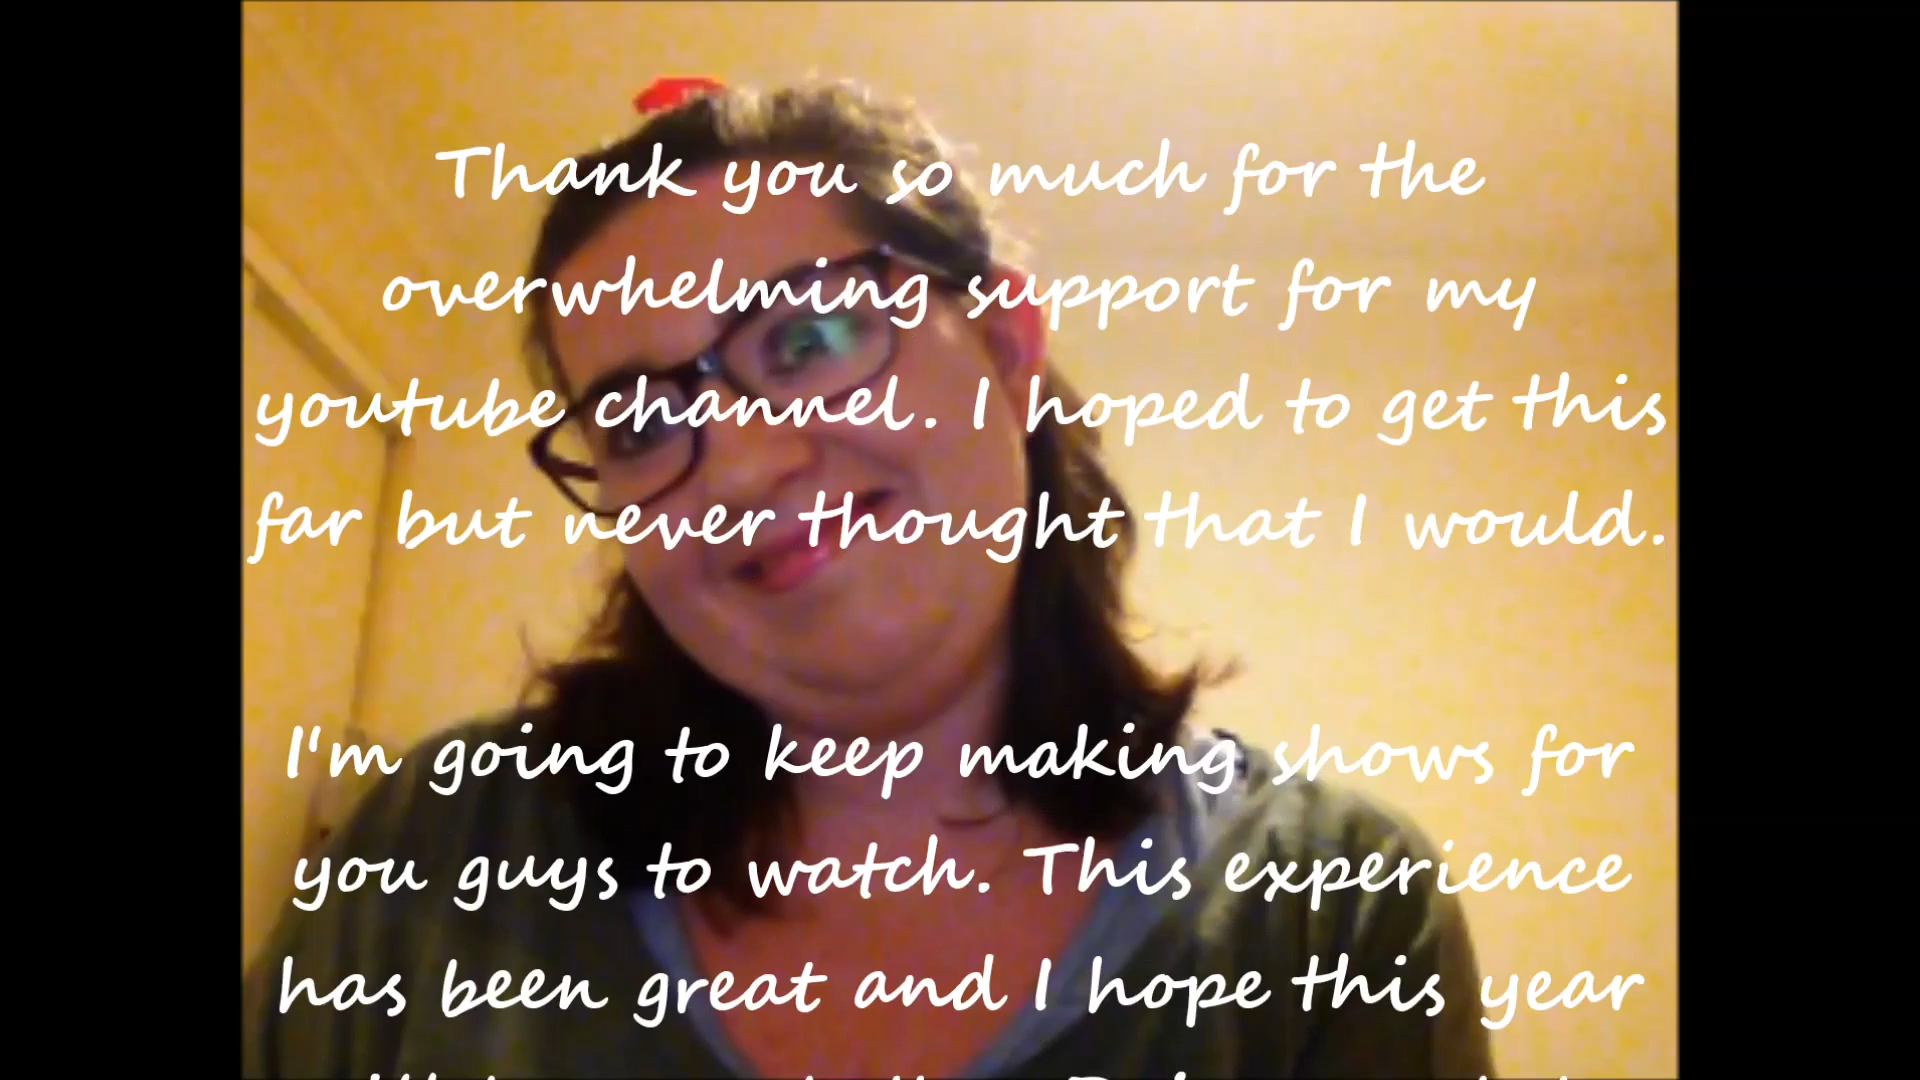 Thank you so much for the
overwhelming support for my
youtube channel. I hoped to get this
far but never thought that I would.
I'm going to keep making shows for
you guys to watch. This experience
has been great and I hope this year